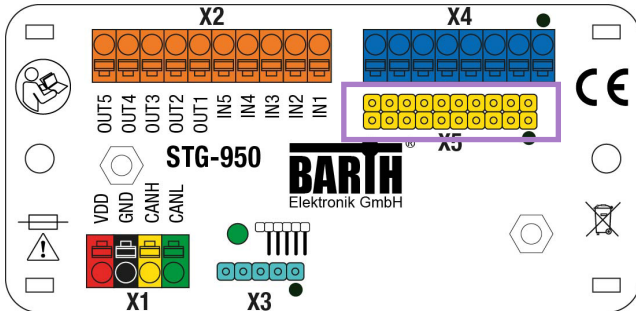 X2
X4
OUT5
OUT4
OUT3
OUT2
OUT1
IN5
IN4
IN3
IN2
IN1
CE
X5
STG-950
BARTH®
Elektronik GmbH
VDD
GND
CANH
CANL
X1
X3